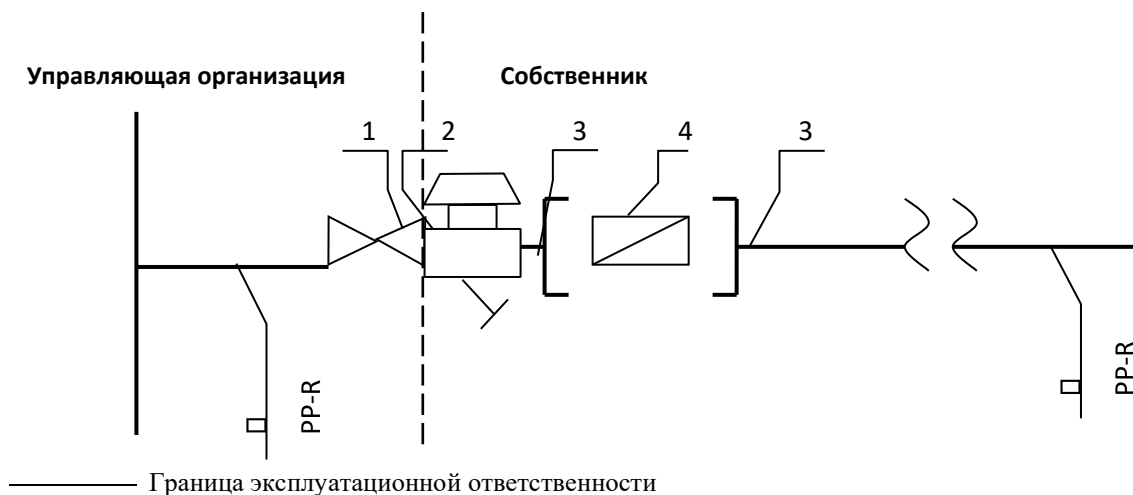 Управляющая организация
Собственник
1 2 3 4 3
PP-R
PP-R
Граница эксплуатационной ответственности